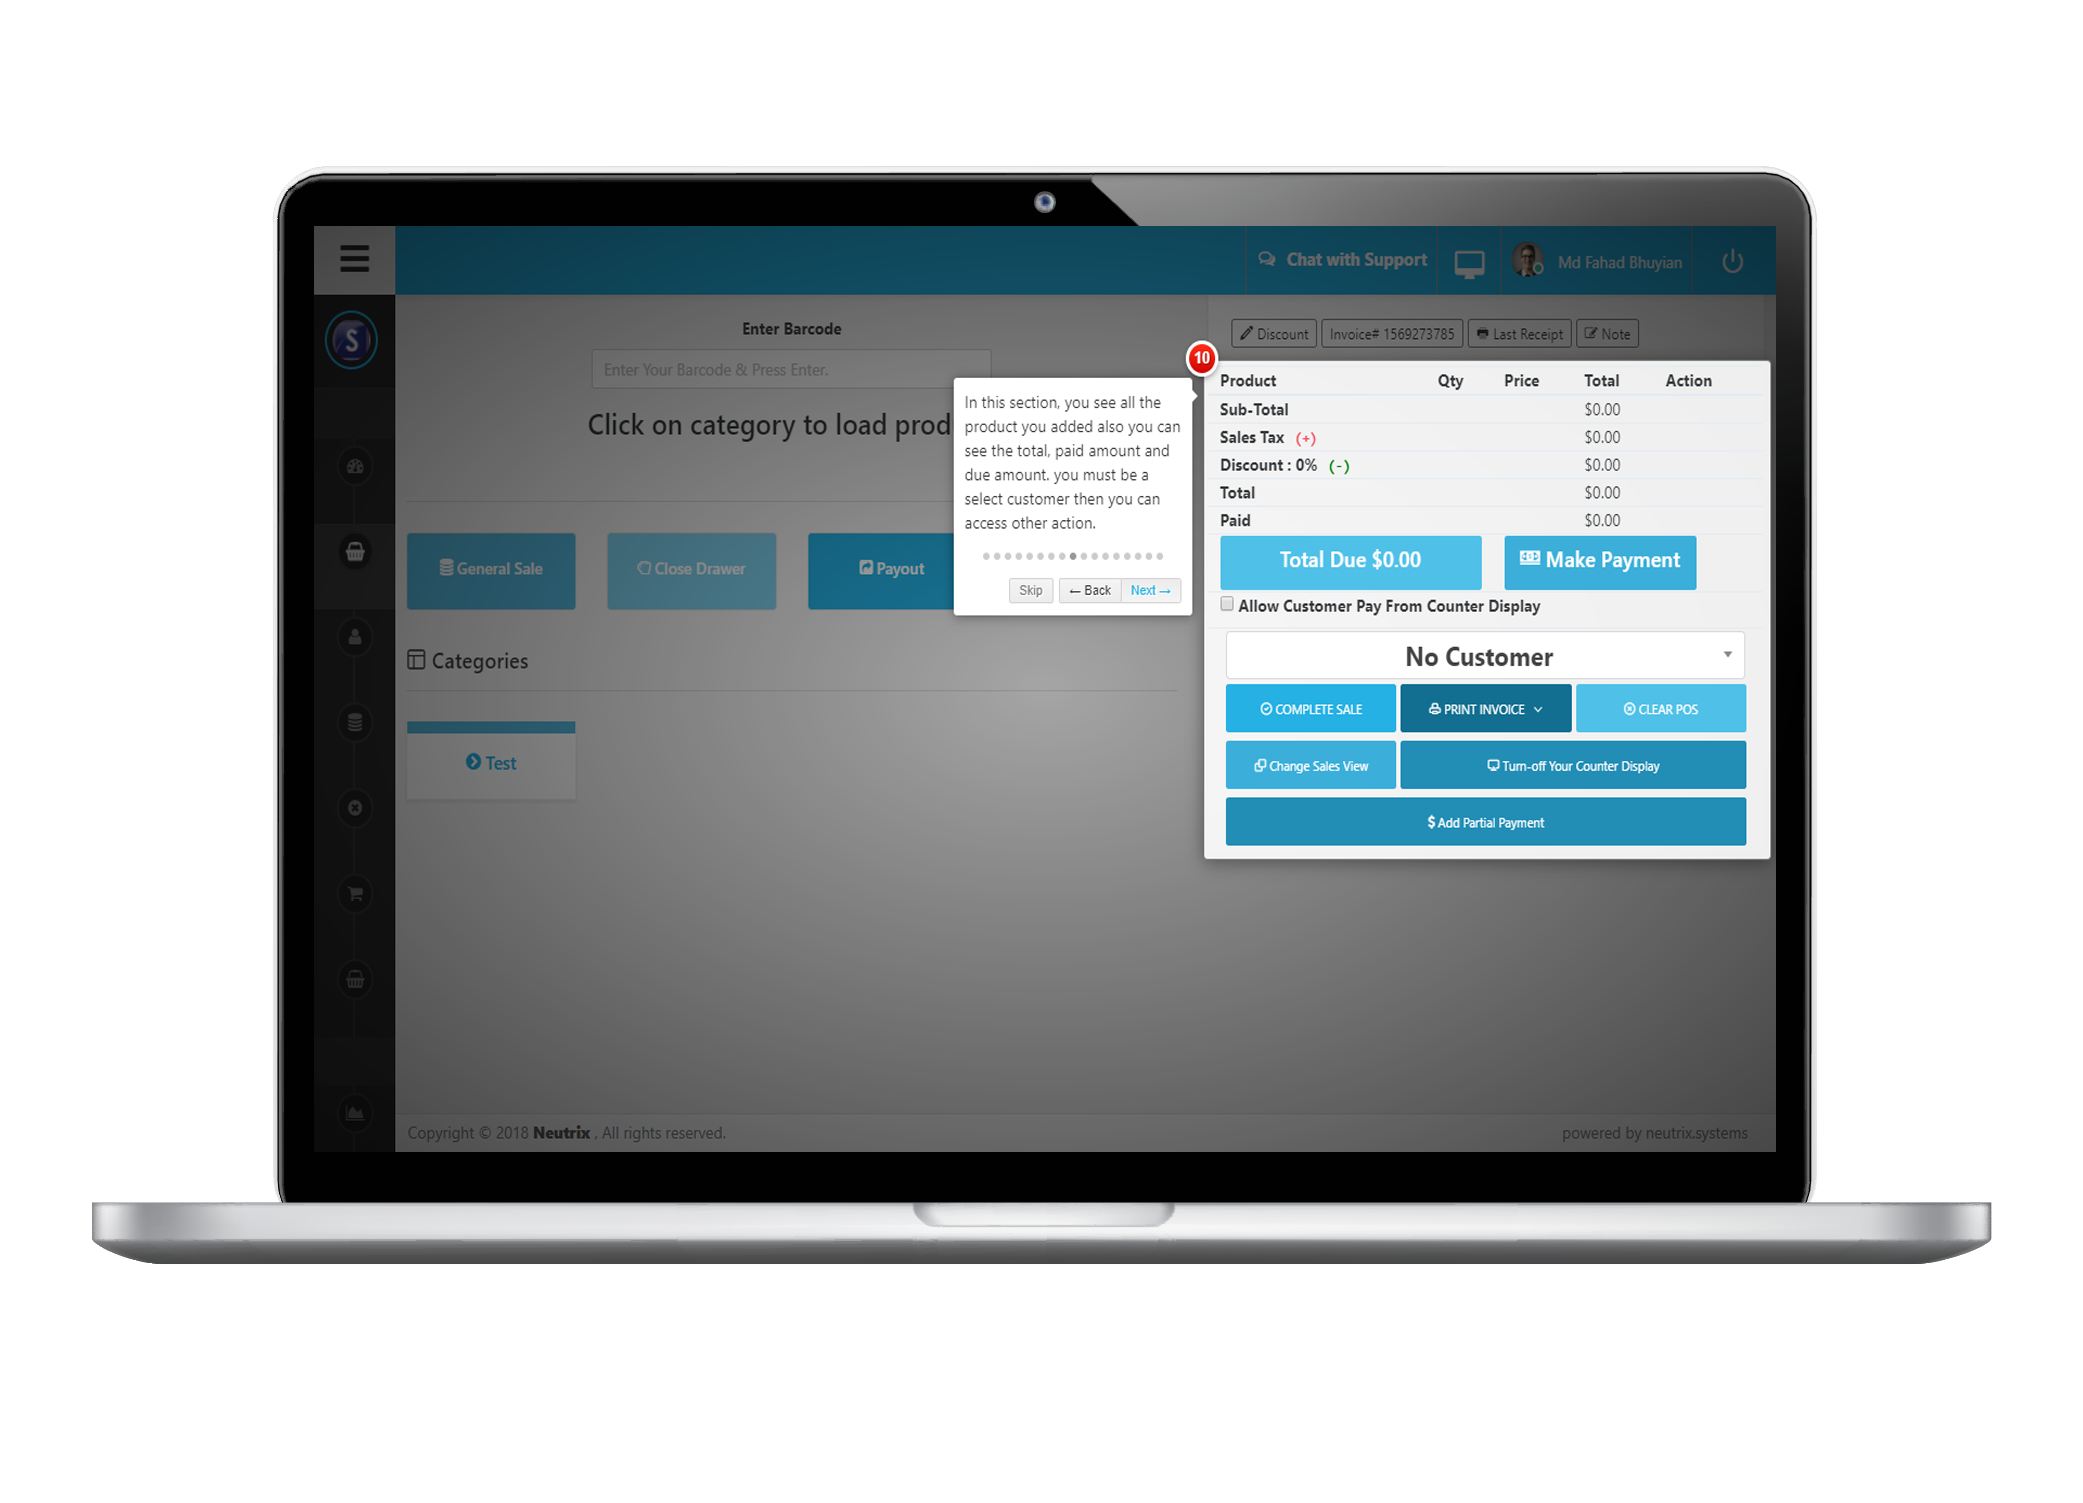 Chat with Support
Md Fahad Bhuyian
S
Enter Barcode
Enter Your Barcode & Press Enter.
Click on category to load prod
Discount
Invoice# 1569273785
Last Receipt
Note
10
In this section, you see all the
product you added also you can
see the total, paid amount and
due amount. you must be a
select customer then you can
access other action.
Skip
← Back
Next →
Product Qty Price Total Action
Sub-Total $0.00
Sales Tax (+) $0.00
Discount : 0% (-) $0.00
Total $0.00
Paid $0.00
Total Due $0.00
Make Payment
Allow Customer Pay From Counter Display
No Customer
COMPLETE SALE
PRINT INVOICE
CLEAR POS
Change Sales View
Turn-off Your Counter Display
$ Add Partial Payment
General Sale
Close Drawer
Payout
Categories
Test
Copyright © 2018 Neutrix , All rights reserved.
powered by neutrix.systems